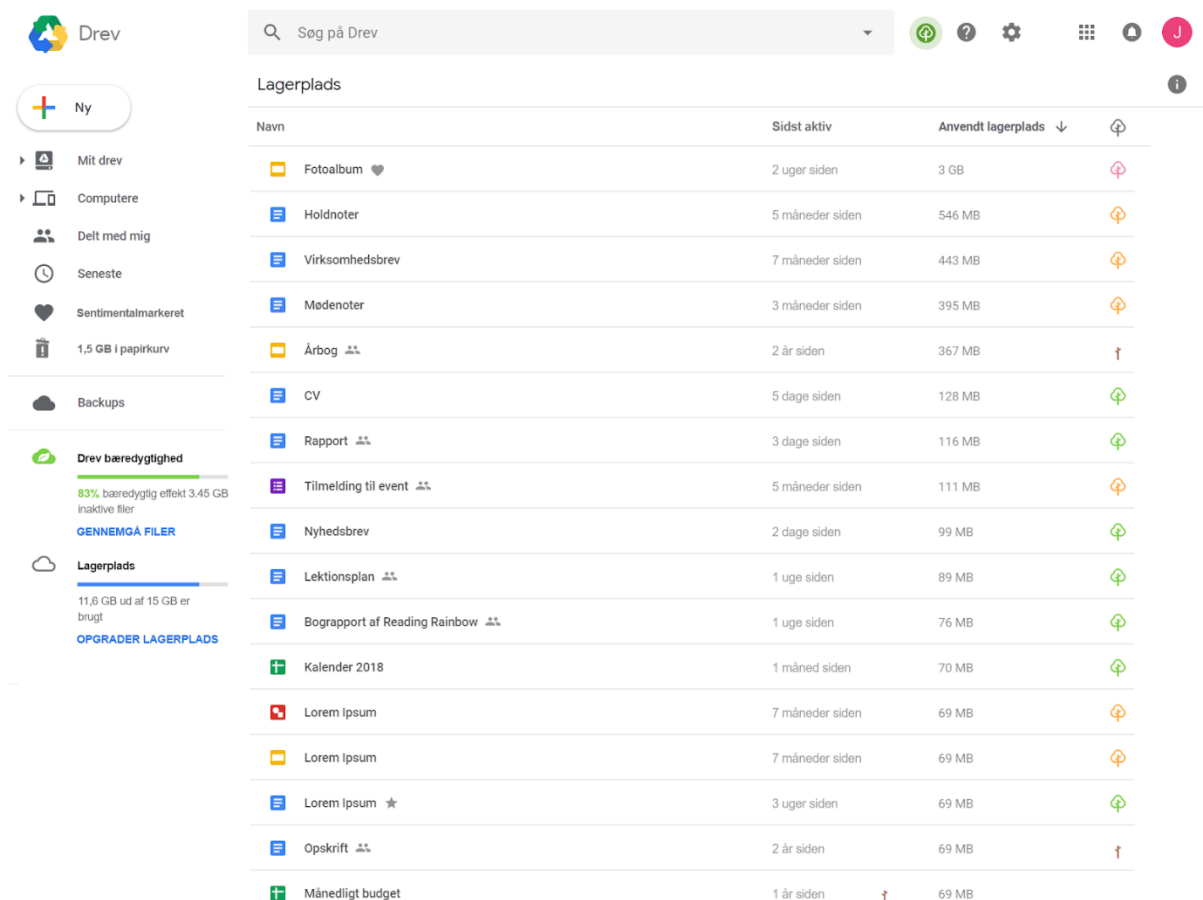 Drev
Søg på Drev
J
Ny
Lagerplads
Navn Sidst aktiv Anvendt lagerplads
Mit drev
Computere
Delt med mig
Seneste
Sentimentalmarkeret
1,5 GB i papirkurv
Backups
Drev bæredygtighed
83% bæredygtig effekt 3.45 GB
inaktive filer
GENNEMGÅ FILER
Lagerplads
11,6 GB ud af 15 GB er
brugt
OPGRADER LAGERPLADS
Fotoalbum 2 uger siden 3 GB
Holdnoter 5 måneder siden 546 MB
Virksomhedsbrev 7 måneder siden 443 MB
Mødenoter 3 måneder siden 395 MB
Årbog 2 år siden 367 MB
CV 5 dage siden 128 MB
Rapport 3 dage siden 116 MB
Tilmelding til event 5 måneder siden 111 MB
Nyhedsbrev 2 dage siden 99 MB
Lektionsplan 1 uge siden 89 MB
Bograpport af Reading Rainbow 1 uge siden 76 MB
Kalender 2018 1 måned siden 70 MB
Lorem Ipsum 7 måneder siden 69 MB
Lorem Ipsum 7 måneder siden 69 MB
Lorem Ipsum 3 uger siden 69 MB
Opskrift 2 år siden 69 MB
Månedligt budget 1 år siden 69 MB